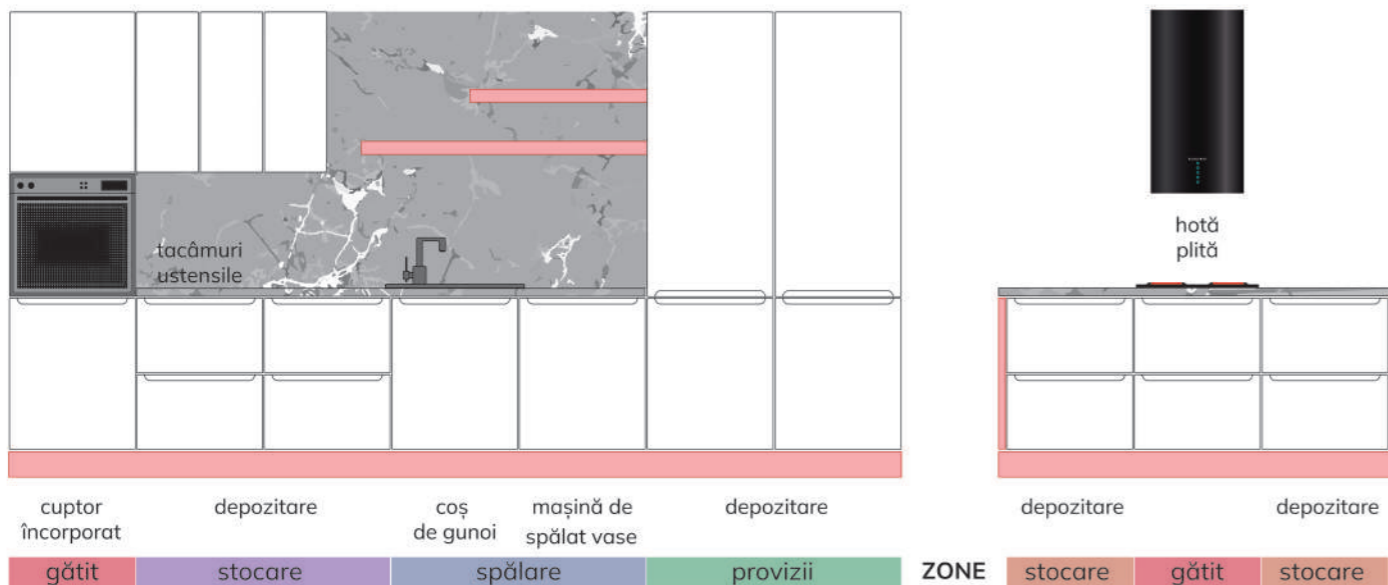 tacâmuri
ustensile
hotă
plită
cuptor
încorporat
depozitare
coș
de gunoi
mașină de
spălat vase
depozitare
depozitare
depozitare
gătit
stocare
spălare
provizii
ZONE
stocare
gătit
stocare